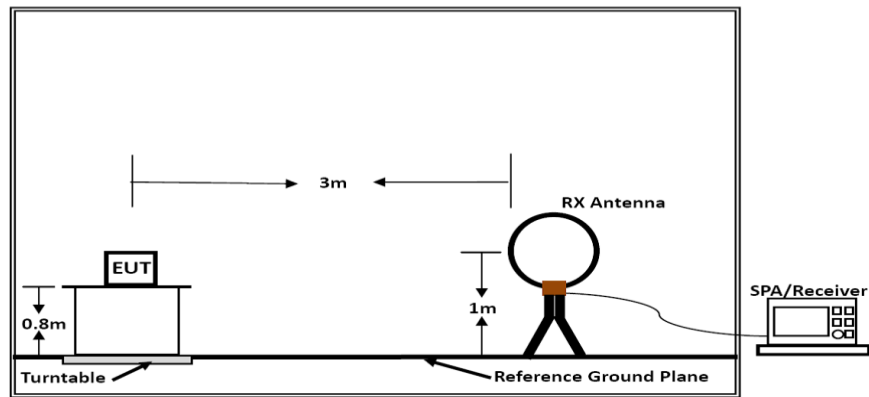 3m
RX Antenna
EUT
SPA/Receiver
0.8m
1m
Turntable
Reference Ground Plane